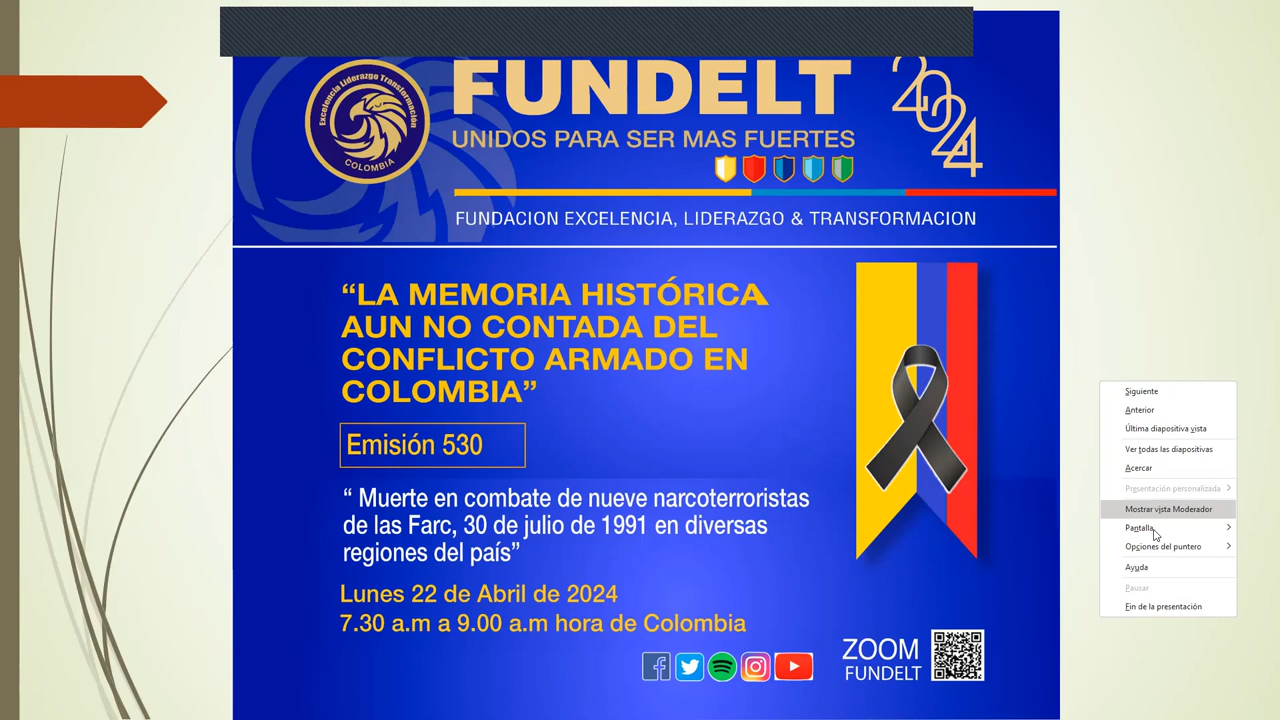 FUNDELT
2024
Excelencia Liderazgo Transformación
COLOMBIA
UNIDOS PARA SER MAS FUERTES
FUNDACION EXCELENCIA, LIDERAZGO & TRANSFORMACION
“LA MEMORIA HISTÓRICA
AUN NO CONTADA DEL
CONFLICTO ARMADO EN
COLOMBIA”
Emisión 530
“ Muerte en combate de nueve narcoterroristas
de las Farc, 30 de julio de 1991 en diversas
regiones del país”
Lunes 22 de Abril de 2024
7.30 a.m a 9.00 a.m hora de Colombia
ZOOM
FUNDELT
Siguiente
Anterior
Última diapositiva vista
Ver todas las diapositivas
Acercar
Presentación personalizada
Mostrar vista Moderador
Pantalla
Opciones del puntero
Ayuda
Pausar
Fin de la presentación